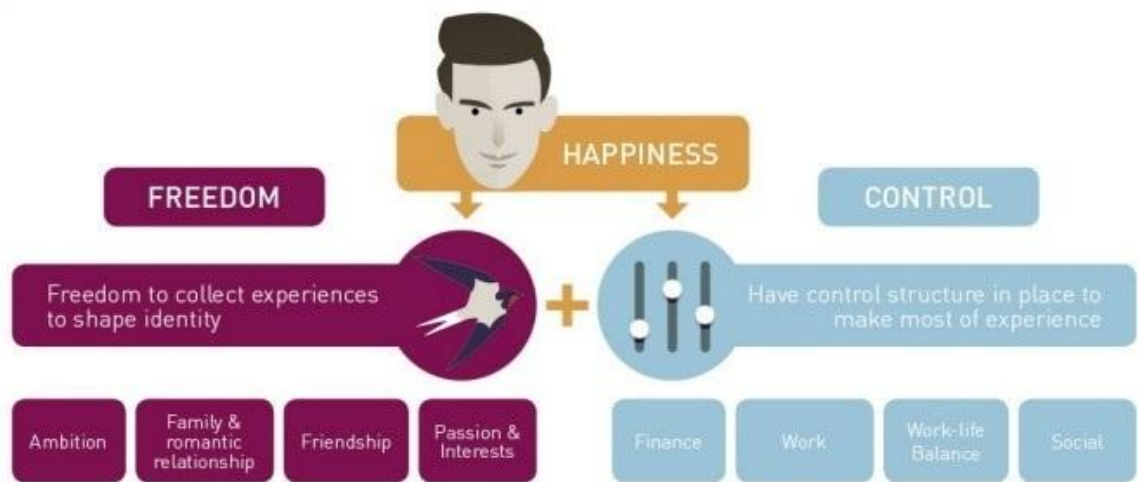 HAPPINESS
FREEDOM
CONTROL
Freedom to collect experiences
to shape identity
Have control structure in place to
make most of experience
Ambition
Family &
romantic
relationship
Friendship
Passion &
Interests
Finance
Work
Work-life
Balance
Social